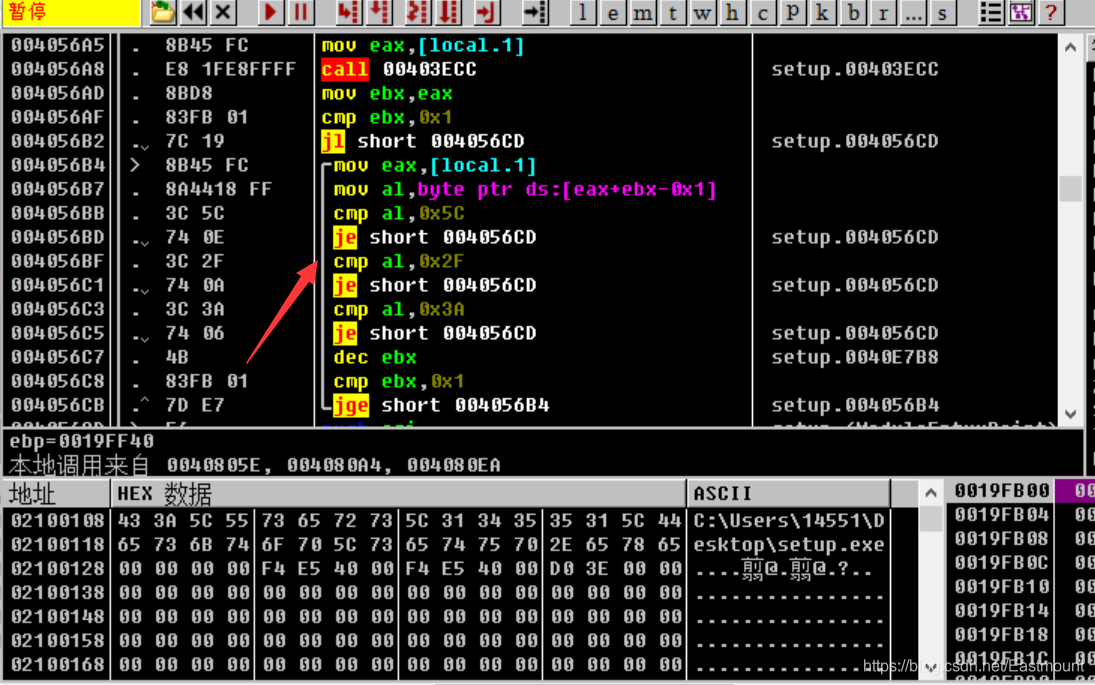 暂停
l e m t w h c p k b r ... s ?
004056A5 . 8B45 FC mov eax,[local.1]
004056A8 . E8 1FE8FFFF call 00403ECC setup.00403ECC
004056AD . 8BD8 mov ebx,eax
004056AF . 83FB 01 cmp ebx,0x1
004056B2 . 7C 19 jl short 004056CD setup.004056CD
004056B4 > 8B45 FC mov eax,[local.1]
004056B7 . 8A4418 FF mov al,byte ptr ds:[eax+ebx-0x1]
004056BB . 3C 5C cmp al,0x5C
004056BD . 74 0E je short 004056CD setup.004056CD
004056BF . 3C 2F cmp al,0x2F
004056C1 . 74 0A je short 004056CD setup.004056CD
004056C3 . 3C 3A cmp al,0x3A
004056C5 . 74 06 je short 004056CD setup.004056CD
004056C7 . 4B dec ebx setup.0040E7B8
004056C8 . 83FB 01 cmp ebx,0x1
004056CB .^ 7D E7 jge short 004056B4 setup.004056B4
ebp=0019FF40
本地调用来自 0040805E, 004080A4, 004080EA
地址 HEX 数据 ASCII
02100108 43 3A 5C 55 73 65 72 73 5C 31 34 35 35 31 5C 44 C:\Users\14551\D
02100118 65 73 6B 74 6F 70 5C 73 65 74 75 70 2E 65 78 65 esktop\setup.exe
02100128 00 00 00 00 F4 E5 40 00 F4 E5 40 00 D0 3E 00 00 ....翦@.翦@.?..
02100138 00 00 00 00 00 00 00 00 00 00 00 00 00 00 00 00 ................
02100148 00 00 00 00 00 00 00 00 00 00 00 00 00 00 00 00 ................
02100158 00 00 00 00 00 00 00 00 00 00 00 00 00 00 00 00 ................
02100168 00 00 00 00 00 00 00 00 00 00 00 00 00 00 00 00 ................
0019FB00 00
0019FB04 00
0019FB08 00
0019FB0C 00
0019FB10 00
0019FB14 00
0019FB18 00
0019FB1C 00
https://blog.csdn.net/Eastmount